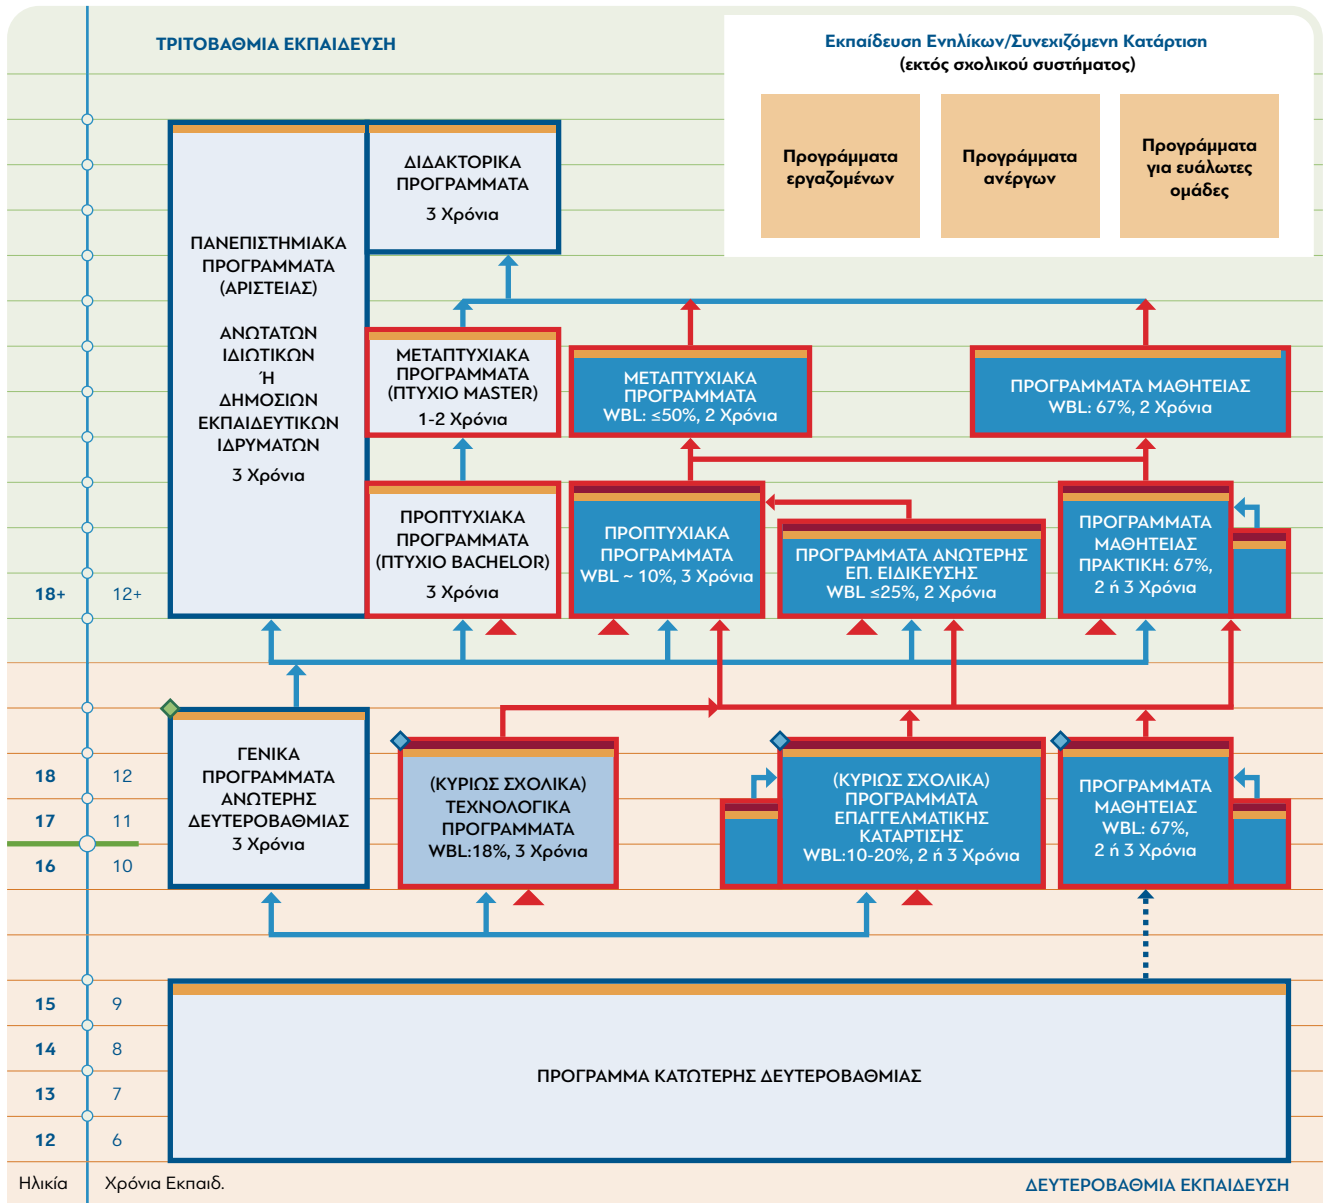 ΤΡΙΤΟΒΑΘΜΙΑ ΕΚΠΑΙΔΕΥΣΗ
Εκπαίδευση Ενηλίκων/Συνεχιζόμενη Κατάρτιση
(εκτός σχολικού συστήματος)
Προγράμματα
εργαζομένων
Προγράμματα
ανέργων
Προγράμματα
για ευάλωτες
ομάδες
ΠΑΝΕΠΙΣΤΗΜΙΑΚΑ
ΠΡΟΓΡΑΜΜΑΤΑ
(ΑΡΙΣΤΕΙΑΣ)
ΑΝΩΤΑΤΩΝ
ΙΔΙΩΤΙΚΩΝ
Ή
ΔΗΜΟΣΙΩΝ
ΕΚΠΑΙΔΕΥΤΙΚΩΝ
ΙΔΡΥΜΑΤΩΝ
3 Χρόνια
ΔΙΔΑΚΤΟΡΙΚΑ
ΠΡΟΓΡΑΜΜΑΤΑ
3 Χρόνια
ΜΕΤΑΠΤΥΧΙΑΚΑ
ΠΡΟΓΡΑΜΜΑΤΑ
(ΠΤΥΧΙΟ MASTER)
1-2 Χρόνια
ΜΕΤΑΠΤΥΧΙΑΚΑ
ΠΡΟΓΡΑΜΜΑΤΑ
WBL: ≤50%, 2 Χρόνια
ΠΡΟΓΡΑΜΜΑΤΑ ΜΑΘΗΤΕΙΑΣ
WBL: 67%, 2 Χρόνια
ΠΡΟΠΤΥΧΙΑΚΑ
ΠΡΟΓΡΑΜΜΑΤΑ
(ΠΤΥΧΙΟ BACHELOR)
3 Χρόνια
ΠΡΟΠΤΥΧΙΑΚΑ
ΠΡΟΓΡΑΜΜΑΤΑ
WBL ~ 10%, 3 Χρόνια
ΠΡΟΓΡΑΜΜΑΤΑ ΑΝΩΤΕΡΗΣ
ΕΠ. ΕΙΔΙΚΕΥΣΗΣ
WBL ≤25%, 2 Χρόνια
ΠΡΟΓΡΑΜΜΑΤΑ
ΜΑΘΗΤΕΙΑΣ
ΠΡΑΚΤΙΚΗ: 67%,
2 ή 3 Χρόνια
18+ 12+
ΓΕΝΙΚΑ
ΠΡΟΓΡΑΜΜΑΤΑ
ΑΝΩΤΕΡΗΣ
ΔΕΥΤΕΡΟΒΑΘΜΙΑΣ
3 Χρόνια
(ΚΥΡΙΩΣ ΣΧΟΛΙΚΑ)
ΤΕΧΝΟΛΟΓΙΚΑ
ΠΡΟΓΡΑΜΜΑΤΑ
WBL:18%, 3 Χρόνια
(ΚΥΡΙΩΣ ΣΧΟΛΙΚΑ)
ΠΡΟΓΡΑΜΜΑΤΑ
ΕΠΑΓΓΕΛΜΑΤΙΚΗΣ
ΚΑΤΑΡΤΙΣΗΣ
WBL:10-20%, 2 ή 3 Χρόνια
ΠΡΟΓΡΑΜΜΑΤΑ
ΜΑΘΗΤΕΙΑΣ
WBL: 67%,
2 ή 3 Χρόνια
18 12
17 11
16 10
15 9
14 8
13 7
12 6
ΠΡΟΓΡΑΜΜΑ ΚΑΤΩΤΕΡΗΣ ΔΕΥΤΕΡΟΒΑΘΜΙΑΣ
Ηλικία Χρόνια Εκπαιδ.
ΔΕΥΤΕΡΟΒΑΘΜΙΑ ΕΚΠΑΙΔΕΥΣΗ